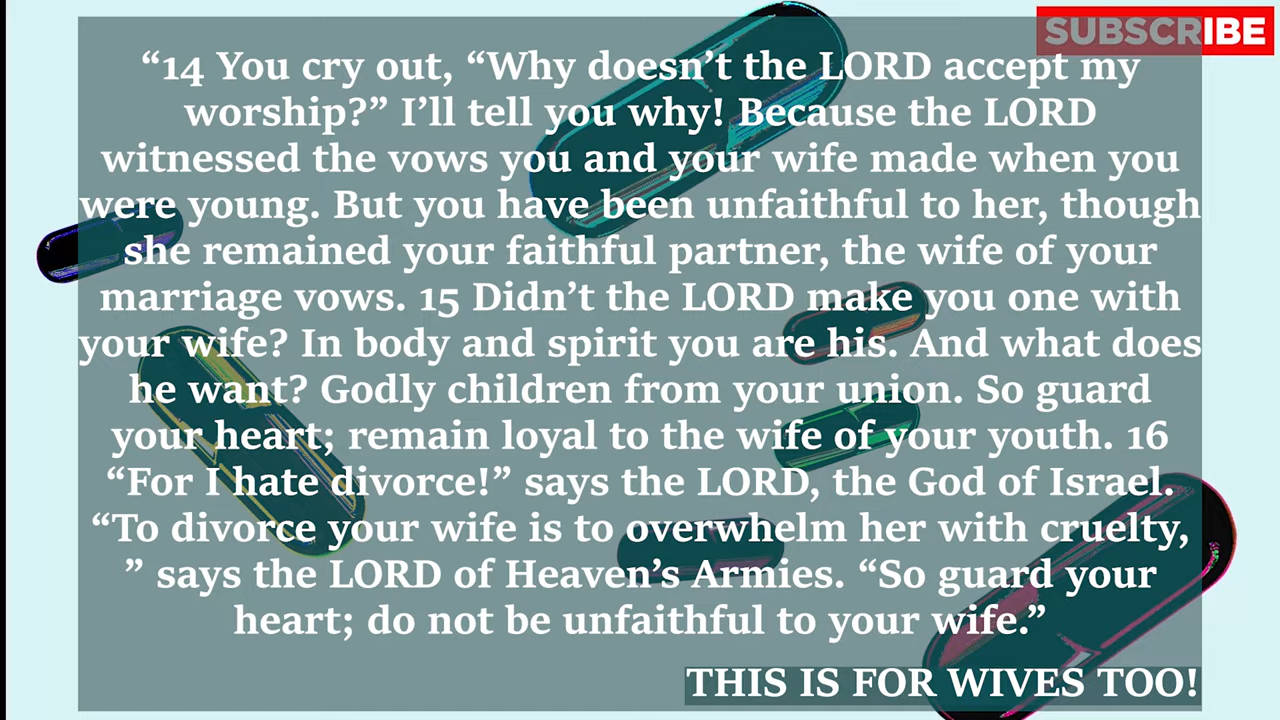 SUBSCRIBE
“14 You cry out, “Why doesn’t the LORD accept my
worship?” I’ll tell you why! Because the LORD
witnessed the vows you and your wife made when you
were young. But you have been unfaithful to her, though
she remained your faithful partner, the wife of your
marriage vows. 15 Didn’t the LORD make you one with
your wife? In body and spirit you are his. And what does
he want? Godly children from your union. So guard
your heart; remain loyal to the wife of your youth. 16
“For I hate divorce!” says the LORD, the God of Israel.
“To divorce your wife is to overwhelm her with cruelty,
” says the LORD of Heaven’s Armies. “So guard your
heart; do not be unfaithful to your wife.”
THIS IS FOR WIVES TOO!